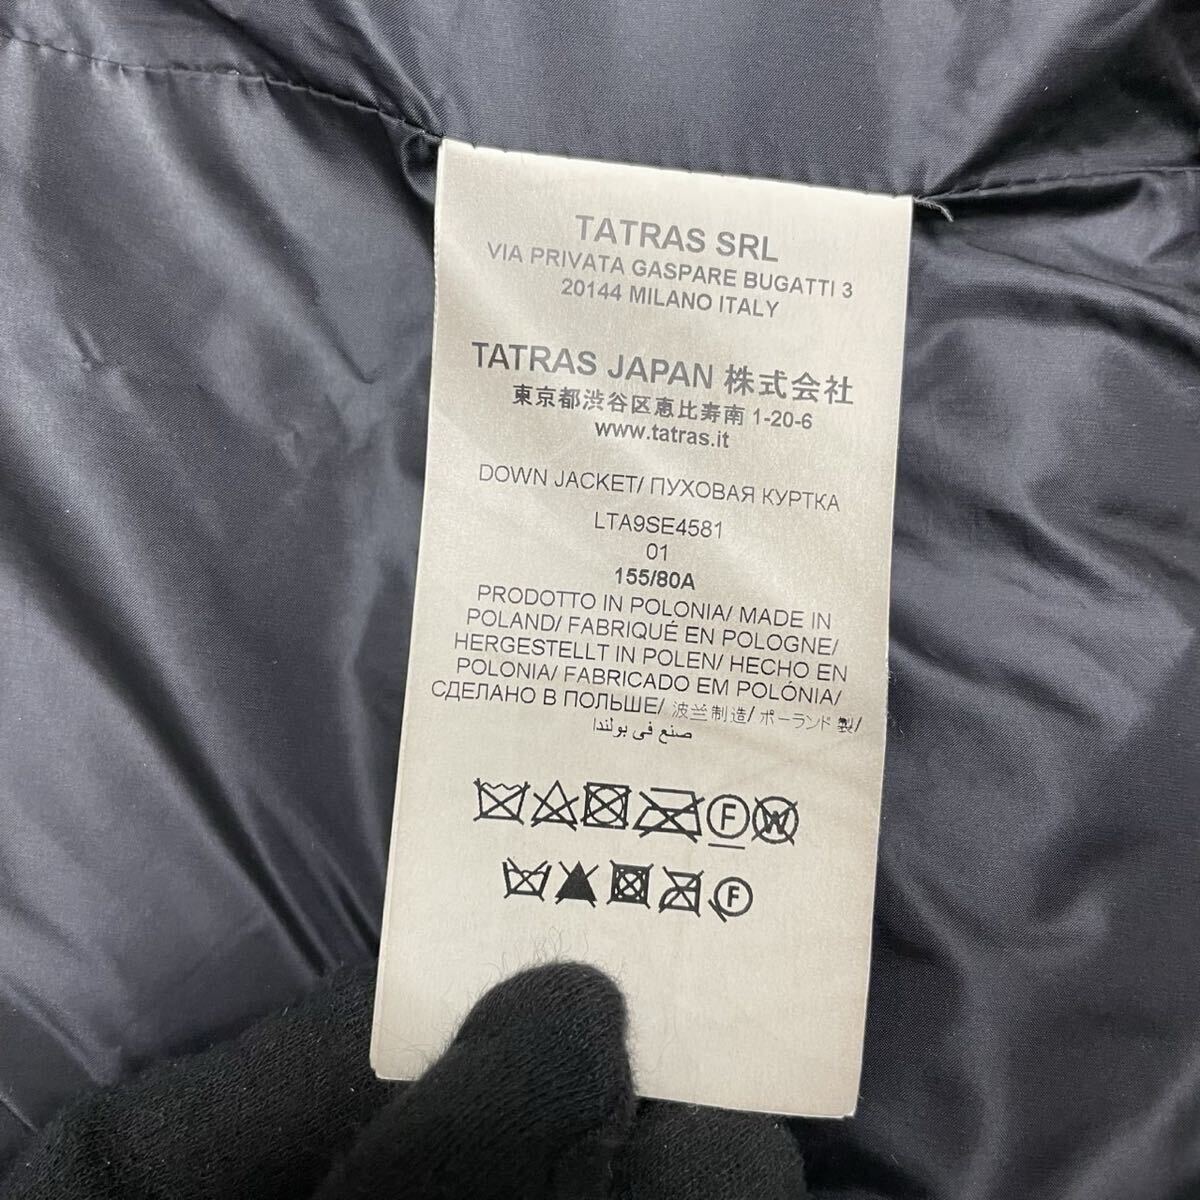 TATRAS SRL
VIA PRIVATA GASPARE BUGATTI 3
20144 MILANO ITALY
TATRAS JAPAN 株式会社
東京都渋谷区恵比寿南 1-20-6
www.tatras.it
DOWN JACKET/ ПУХОВАЯ КУРТКА
LTA9SE4581
01
155/80A
PRODOTTO IN POLONIA/ MADE IN
POLAND/ FABRIQUÉ EN POLOGNE/
HERGESTELLT IN POLEN/ HECHO EN
POLONIA/ FABRICADO EM POLÓNIA/
СДЕЛАНО В ПОЛЬШЕ/ 波兰制造/ ポーランド 製/
صنع في بولندا
F W
F